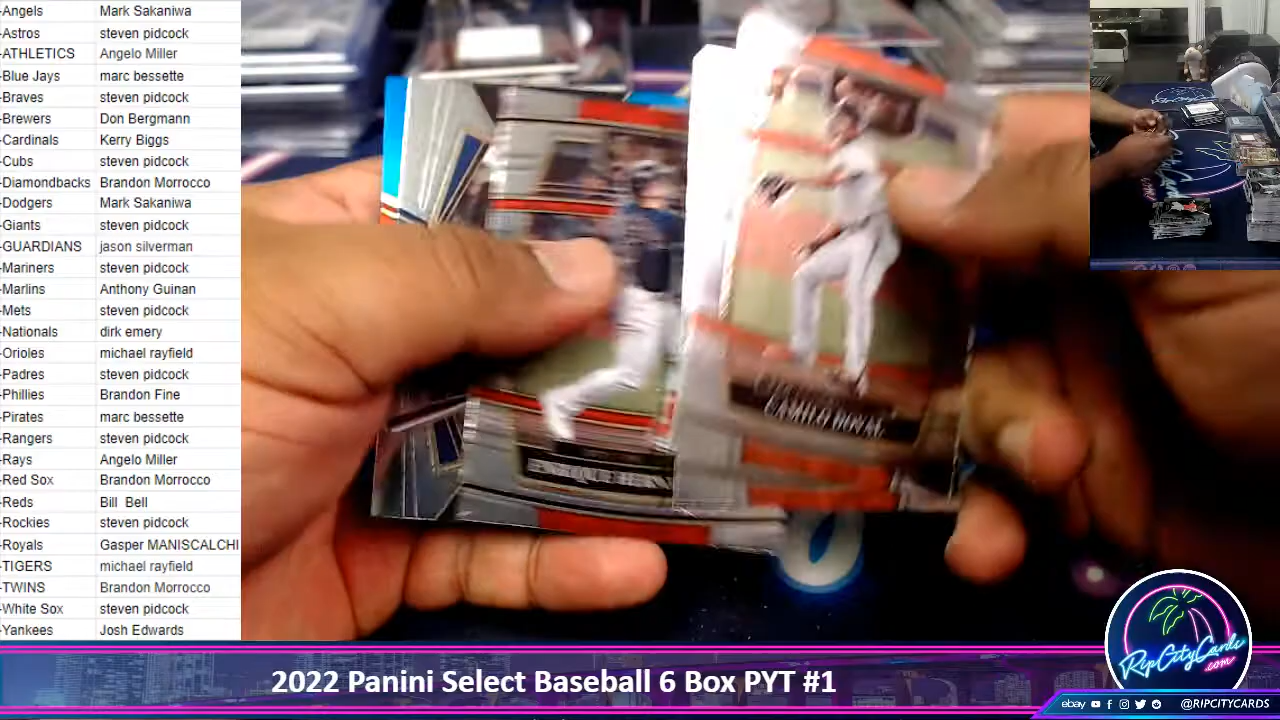 -Angels Mark Sakaniwa
-Astros steven pidcock
-ATHLETICS Angelo Miller
-Blue Jays marc bessette
-Braves steven pidcock
-Brewers Don Bergmann
-Cardinals Kerry Biggs
-Cubs steven pidcock
-Diamondbacks Brandon Morrocco
-Dodgers Mark Sakaniwa
-Giants steven pidcock
-GUARDIANS jason silverman
-Mariners steven pidcock
-Marlins Anthony Guinan
-Mets steven pidcock
-Nationals dirk emery
-Orioles michael rayfield
-Padres steven pidcock
-Phillies Brandon Fine
-Pirates marc bessette
-Rangers steven pidcock
-Rays Angelo Miller
-Red Sox Brandon Morrocco
-Reds Bill Bell
-Rockies steven pidcock
-Royals Gasper MANISCALCHI
-TIGERS michael rayfield
-TWINS Brandon Morrocco
-White Sox steven pidcock
-Yankees Josh Edwards
CAMILO DOVAL
2022 Panini Select Baseball 6 Box PYT #1
RipCityCards
.com
ebay @RIPCITYCARDS